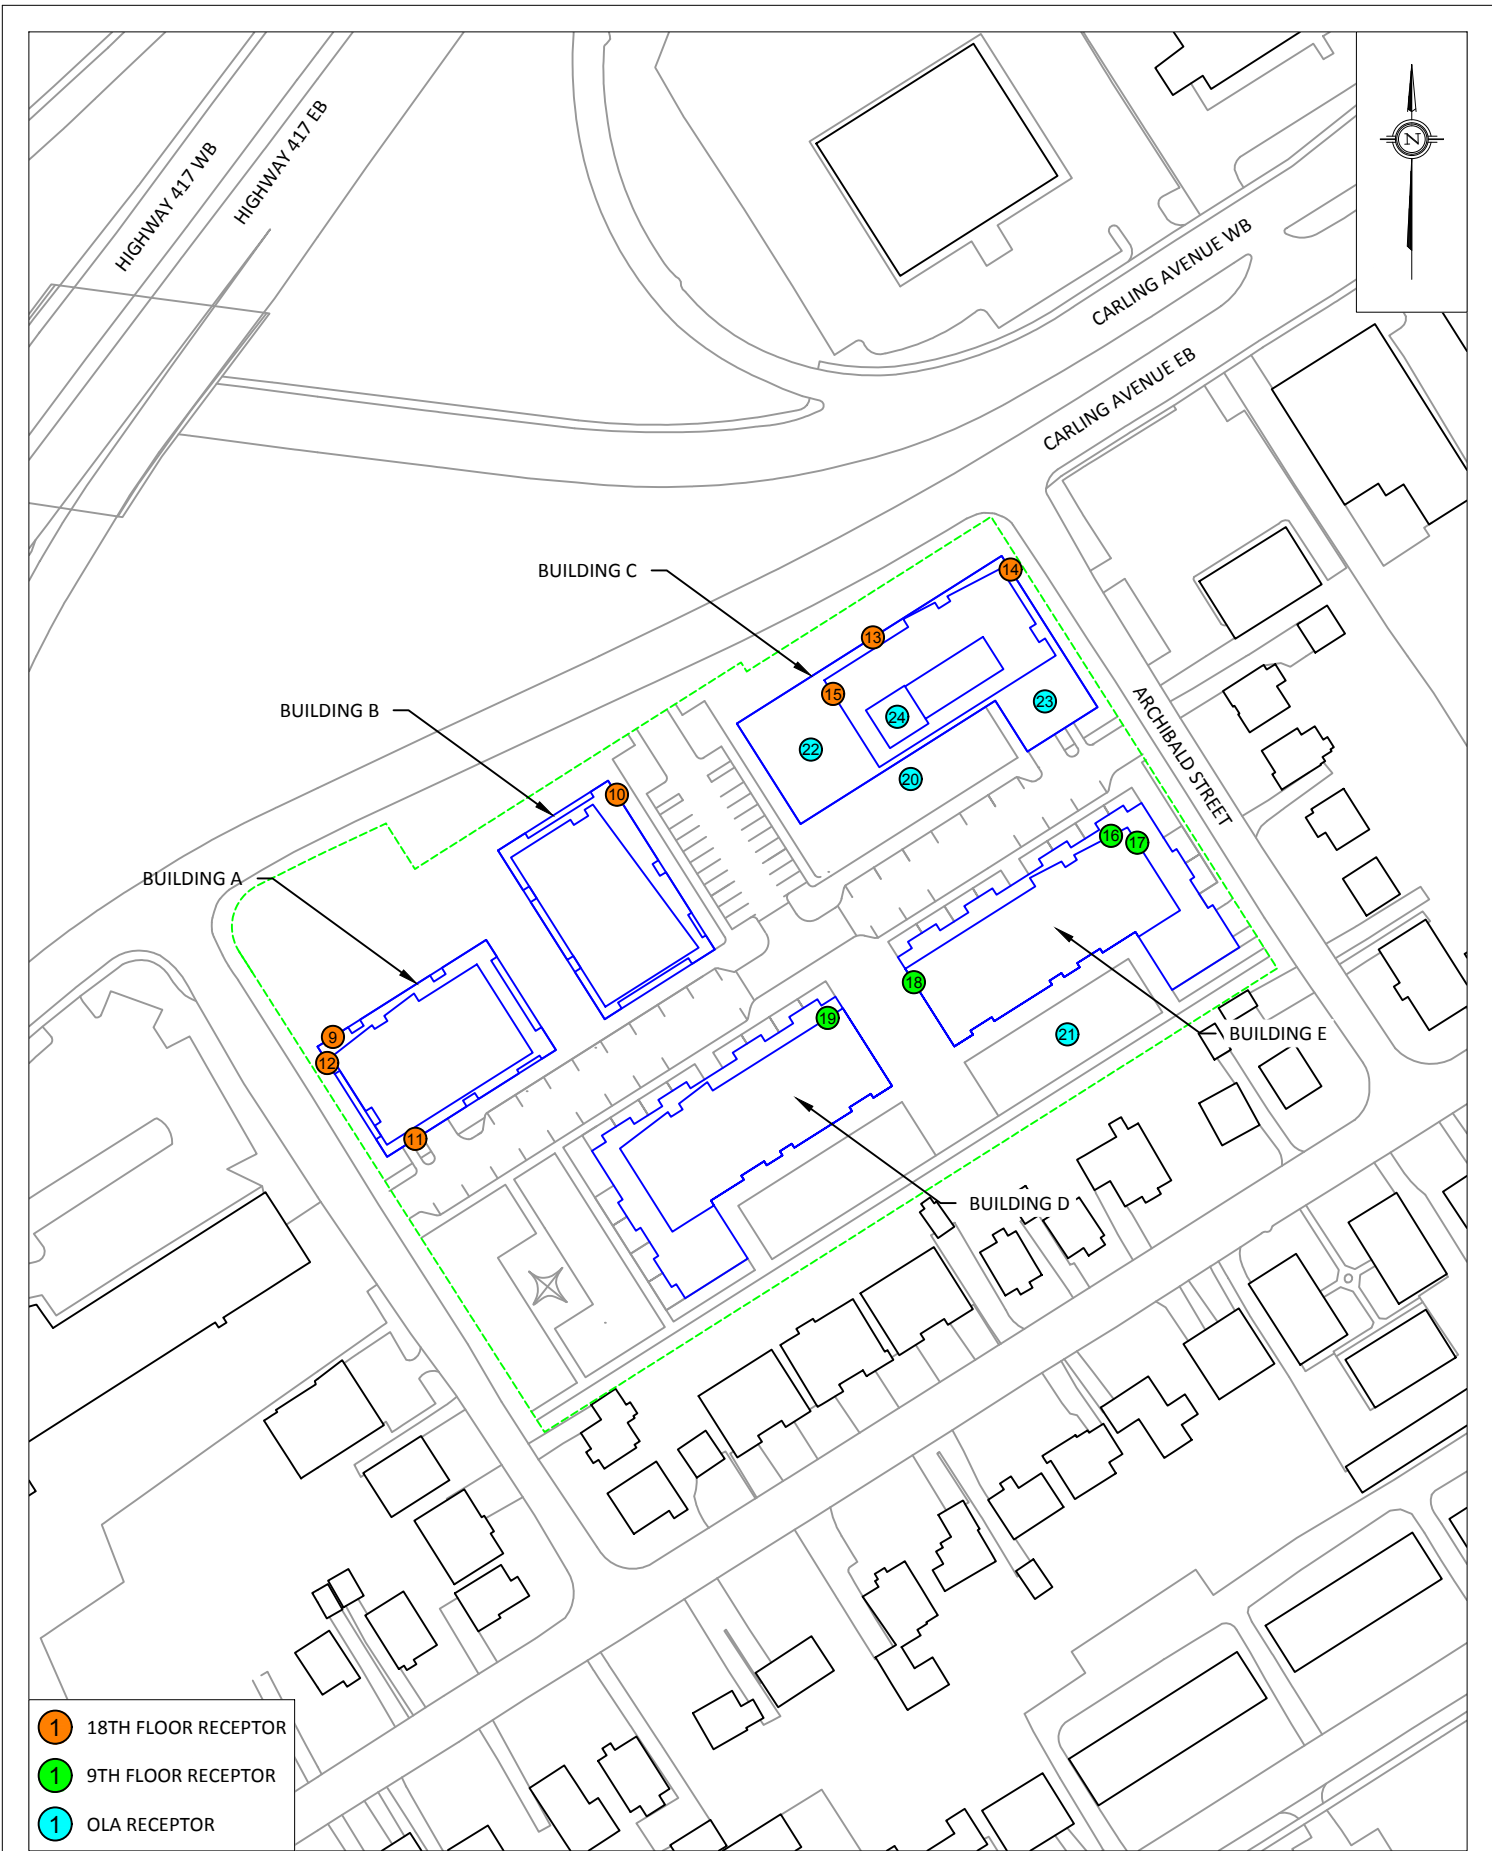 HIGHWAY 417 WB
HIGHWAY 417 EB
N
CARLING AVENUE WB
CARLING AVENUE EB
BUILDING C
14
13
15
24
23
22
20
ARCHIBALD STREET
BUILDING B
10
16
17
BUILDING A
18
19
21
BUILDING E
9
12
11
BUILDING D
1 18TH FLOOR RECEPTOR
1 9TH FLOOR RECEPTOR
1 OLA RECEPTOR